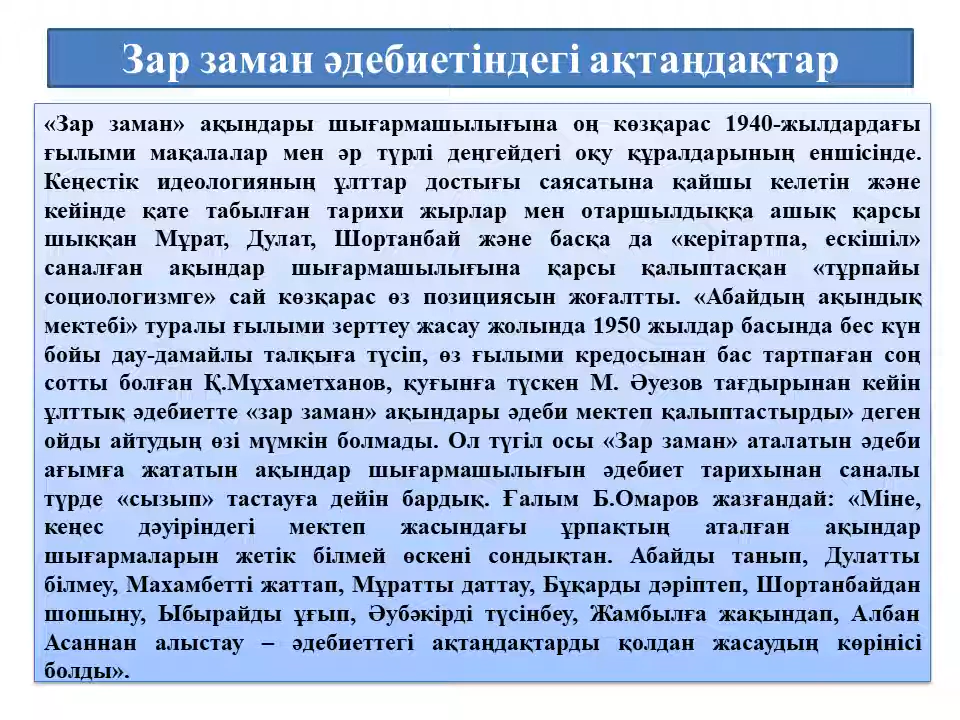 Зар заман әдебиетіндегі ақтаңдақтар
«Зар заман» ақындары шығармашылығына оң көзқарас 1940-жылдардағы
ғылыми мақалалар мен әр түрлі деңгейдегі оқу құралдарының еншісінде.
Кеңестік идеологияның ұлттар достығы саясатына қайшы келетін және
кейінде қате табылған тарихи жырлар мен отаршылдыққа ашық қарсы
шыққан Мұрат, Дулат, Шортанбай және басқа да «керітартпа, ескішіл»
саналған ақындар шығармашылығына қарсы қалыптасқан «тұрпайы
социологизмге» сай көзқарас өз позициясын жоғалтты. «Абайдың ақындық
мектебі» туралы ғылыми зерттеу жасау жолында 1950 жылдар басында бес күн
бойы дау-дамайлы талқыға түсіп, өз ғылыми кредосынан бас тартпаған соң
сотты болған Қ.Мұхаметханов, қуғынға түскен М. Әуезов тағдырынан кейін
ұлттық әдебиетте «зар заман» ақындары әдеби мектеп қалыптастырды» деген
ойды айтудың өзі мүмкін болмады. Ол түгіл осы «Зар заман» аталатын әдеби
ағымға жататын ақындар шығармашылығын әдебиет тарихынан саналы
түрде «сызып» тастауға дейін бардық. Ғалым Б.Омаров жазғандай: «Міне,
кеңес дәуіріндегі мектеп жасындағы ұрпақтың аталған ақындар
шығармаларын жетік білмей өскені сондықтан. Абайды танып, Дулатты
білмеу, Махамбетті жаттап, Мұратты даттау, Бұқарды дәріптеп, Шортанбайдан
шошыну, Ыбырайды ұғып, Әубәкірді түсінбеу, Жамбылға жақындап, Албан
Асаннан алыстау – әдебиеттегі ақтаңдақтарды қолдан жасаудың көрінісі
болды».